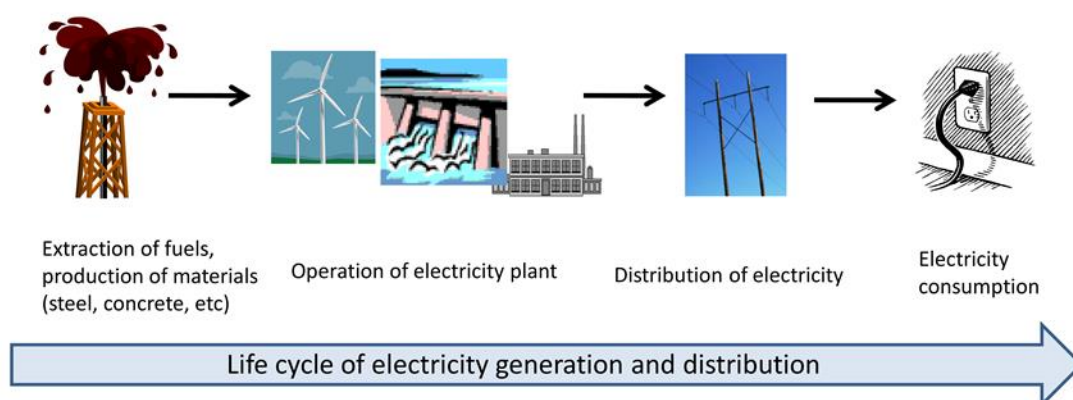 Extraction of fuels,
production of materials
(steel, concrete, etc)
Operation of electricity plant
Distribution of electricity
Electricity
consumption
Life cycle of electricity generation and distribution